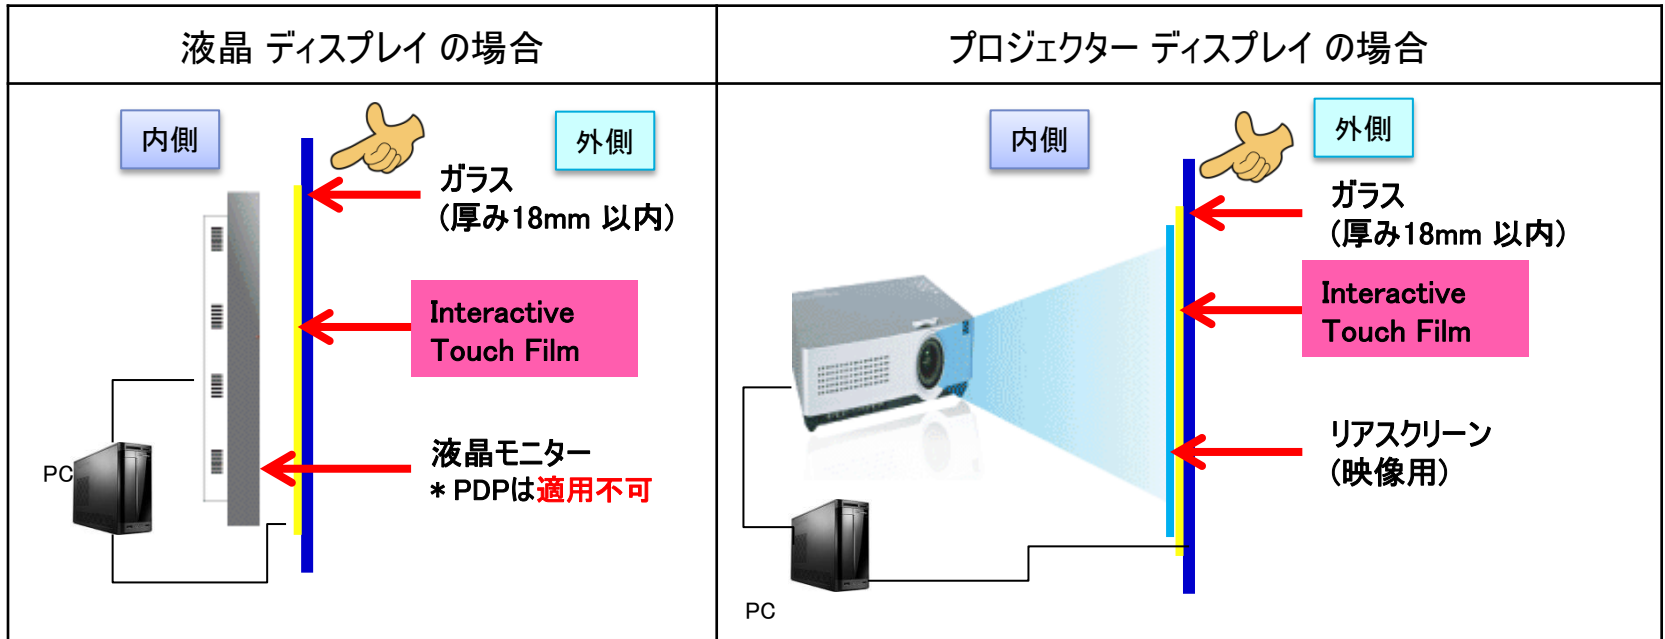 液晶 ディスプレイ の場合
内側
外側
ガラス
(厚み18mm 以内)
Interactive
Touch Film
液晶モニター
* PDPは適用不可
PC
プロジェクター ディスプレイ の場合
内側
外側
ガラス
(厚み18mm 以内)
Interactive
Touch Film
リアスクリーン
(映像用)
PC